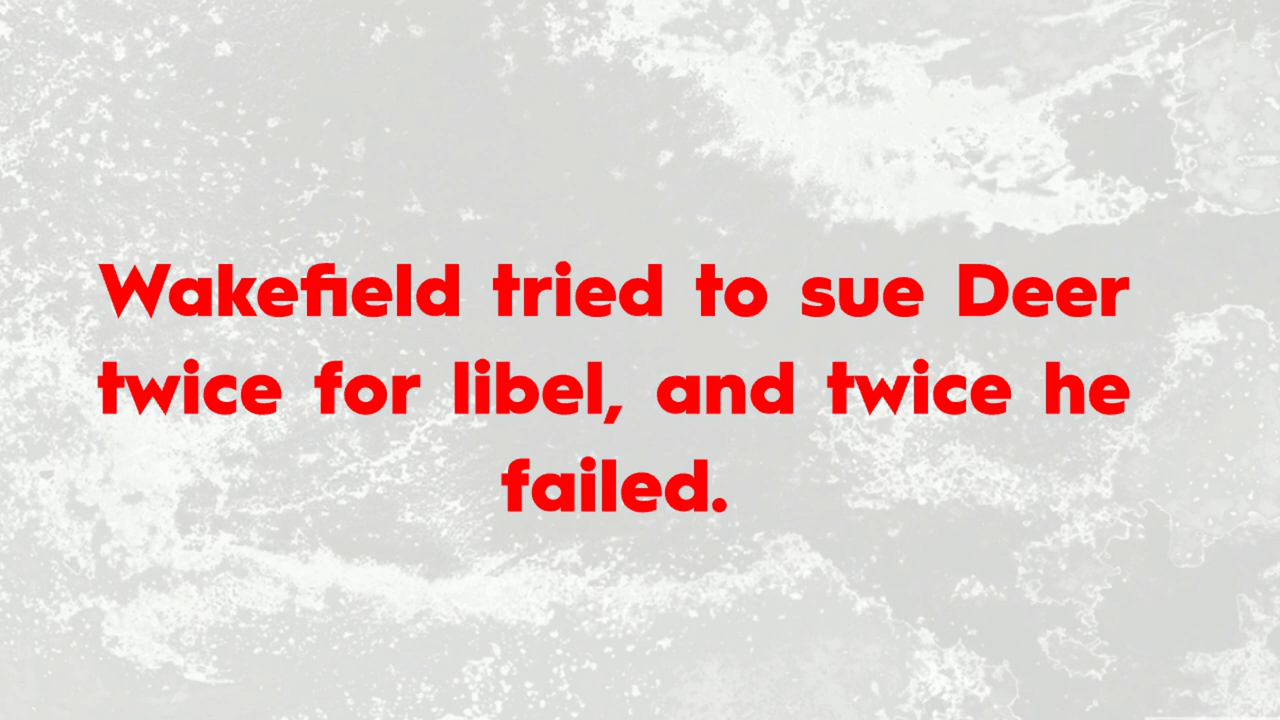 Wakefield tried to sue Deer
twice for libel, and twice he
failed.